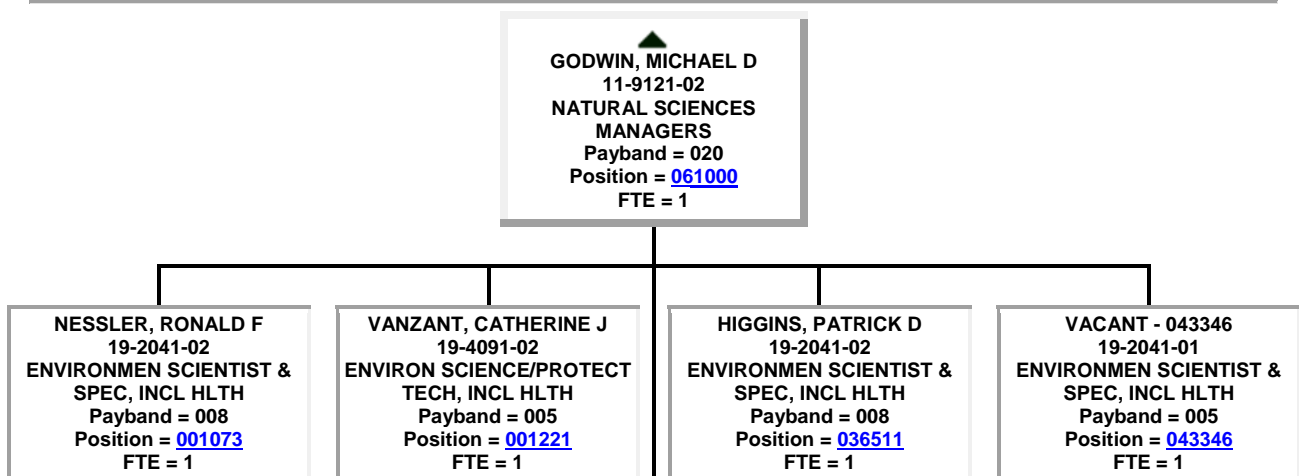 GODWIN, MICHAEL D
11-9121-02
NATURAL SCIENCES
MANAGERS
Payband = 020
Position = 061000
FTE = 1
NESSLER, RONALD F
19-2041-02
ENVIRONMEN SCIENTIST &
SPEC, INCL HLTH
Payband = 008
Position = 001073
FTE = 1
VANZANT, CATHERINE J
19-4091-02
ENVIRON SCIENCE/PROTECT
TECH, INCL HLTH
Payband = 005
Position = 001221
FTE = 1
HIGGINS, PATRICK D
19-2041-02
ENVIRONMEN SCIENTIST &
SPEC, INCL HLTH
Payband = 008
Position = 036511
FTE = 1
VACANT - 043346
19-2041-01
ENVIRONMEN SCIENTIST &
SPEC, INCL HLTH
Payband = 005
Position = 043346
FTE = 1